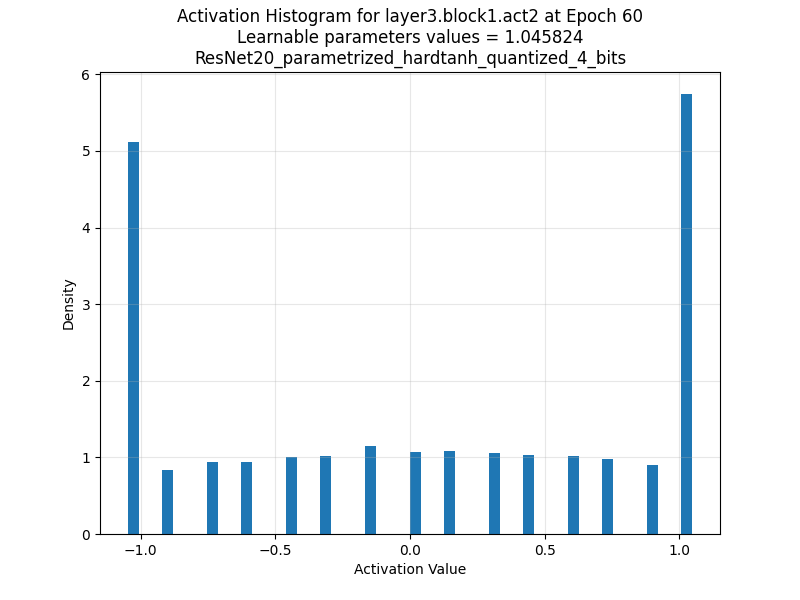 Activation Histogram for layer3.block1.act2 at Epoch 60
Learnable parameters values = 1.045824
ResNet20_parametrized_hardtanh_quantized_4_bits
6
5
4
3
2
1
0
Density
−1.0 −0.5 0.0 0.5 1.0
Activation Value